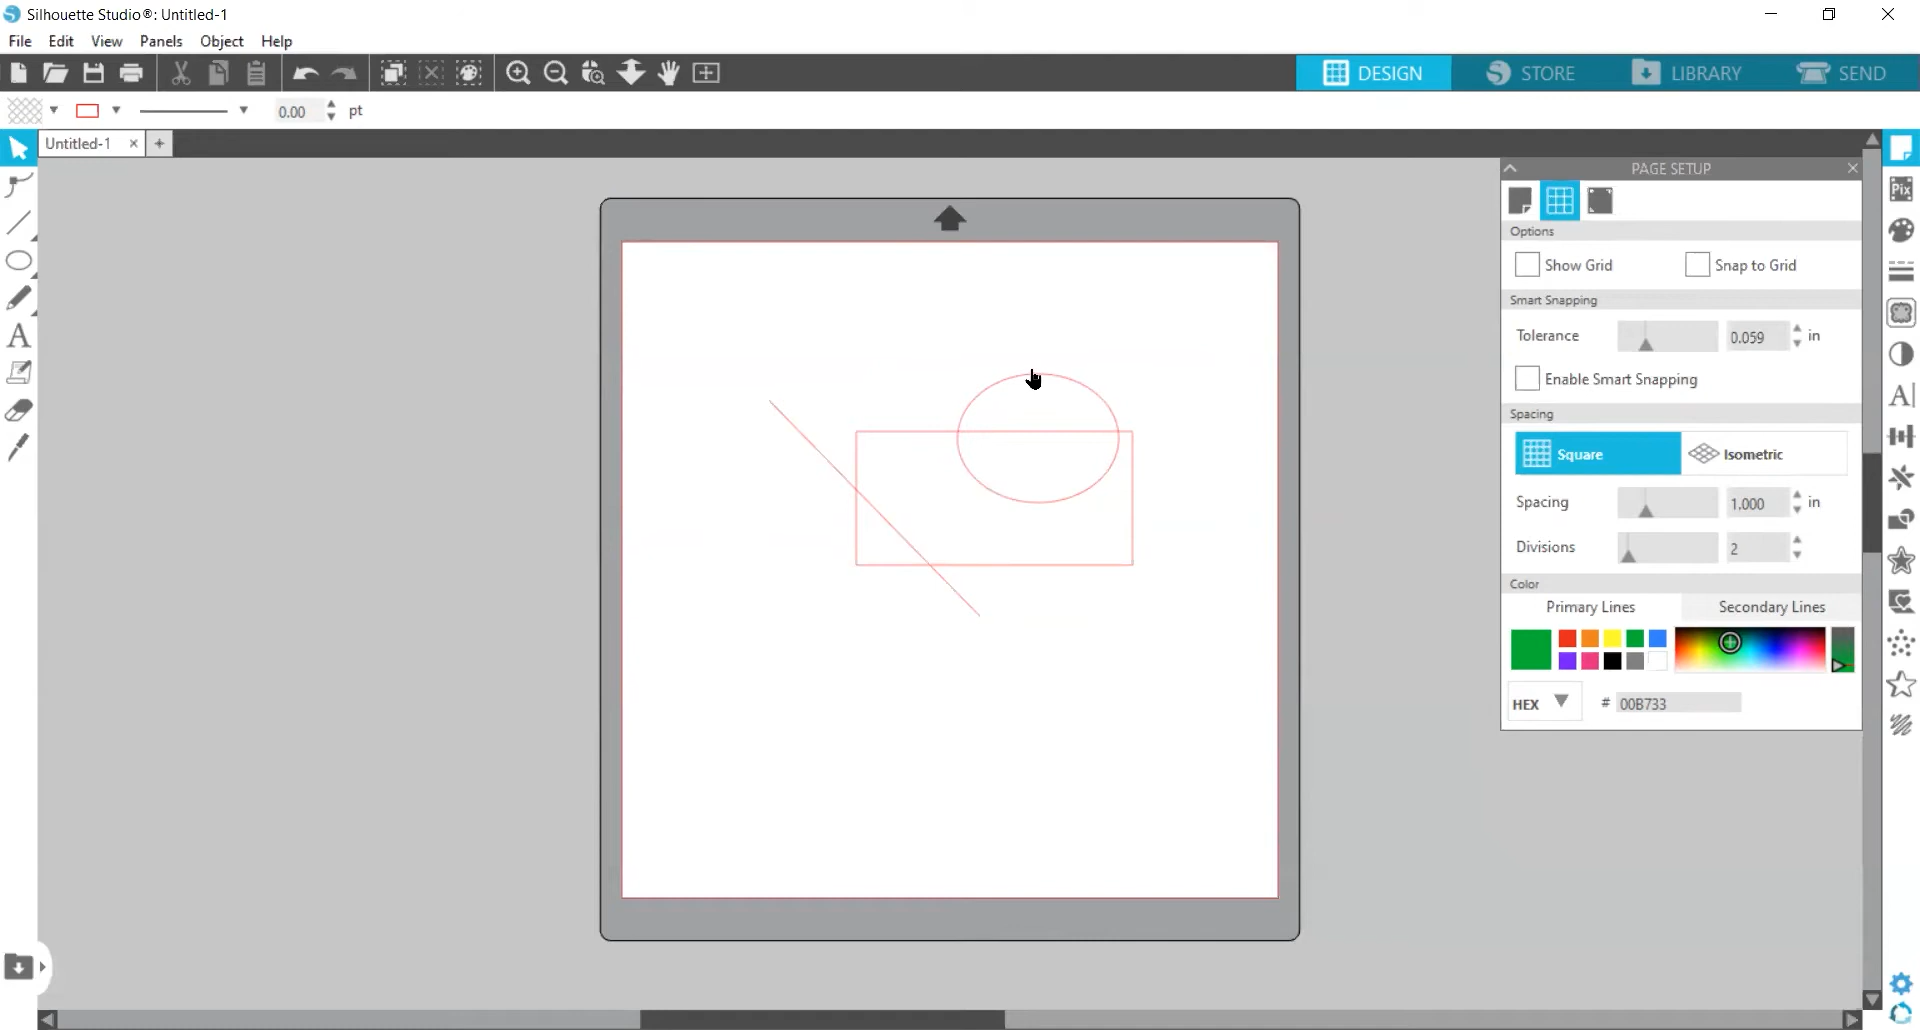 Silhouette Studio®: Untitled-1
File Edit View Panels Object Help
DESIGN STORE LIBRARY SEND
0.00 pt
Untitled-1 × +
PAGE SETUP
Options
Show Grid Snap to Grid
Smart Snapping
Tolerance 0.059 in
Enable Smart Snapping
Spacing
Square Isometric
Spacing 1.000 in
Divisions 2
Color
Primary Lines Secondary Lines
HEX # 00B733
A
Pix
A